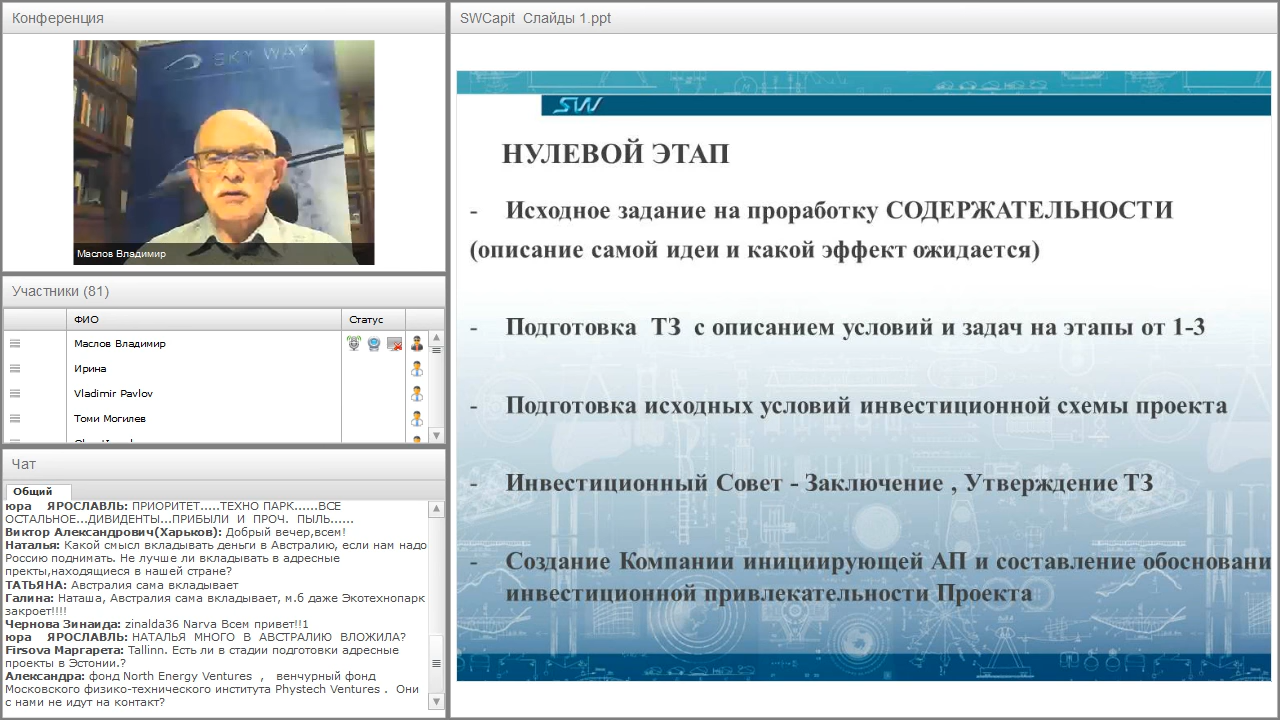 Конференция
SKY WAY
Маслов Владимир
Участники (81)
ФИО Статус
Маслов Владимир
Ирина
Vladimir Pavlov
Томи Могилев
Чат
Общий
юра ЯРОСЛАВЛЬ: ПРИОРИТЕТ.....ТЕХНО ПАРК......ВСЕ
ОСТАЛЬНОЕ...ДИВИДЕНТЫ...ПРИБЫЛИ И ПРОЧ. ПЫЛЬ......
Виктор Александрович(Харьков): Добрый вечер,всем!
Наталья: Какой смысл вкладывать деньги в Австралию, если нам надо
Россию поднимать. Не лучше ли вкладывать в адресные
пректы,находящиеся в нашей стране?
ТАТЬЯНА: Австралия сама вкладывает
Галина: Наташа, Австралия сама вкладывает, м.б даже Экотехнопарк
закроет!!!!
Чернова Зинаида: zinalda36 Narva Всем привет!!1
юра ЯРОСЛАВЛЬ: НАТАЛЬЯ МНОГО В АВСТРАЛИЮ ВЛОЖИЛА?
Firsova Маргарета: Tallinn. Есть ли в стадии подготовки адресные
проекты в Эстонии.?
Александра: фонд North Energy Ventures , венчурный фонд
Московского физико-технического института Phystech Ventures . Они
с нами не идут на контакт?
SWCapit Слайды 1.ppt
SW
НУЛЕВОЙ ЭТАП
- Исходное задание на проработку СОДЕРЖАТЕЛЬНОСТИ
(описание самой идеи и какой эффект ожидается)
- Подготовка ТЗ с описанием условий и задач на этапы от 1-3
- Подготовка исходных условий инвестиционной схемы проекта
- Инвестиционный Совет - Заключение , Утверждение ТЗ
- Создание Компании инициирующей АП и составление обосновани
инвестиционной привлекательности Проекта